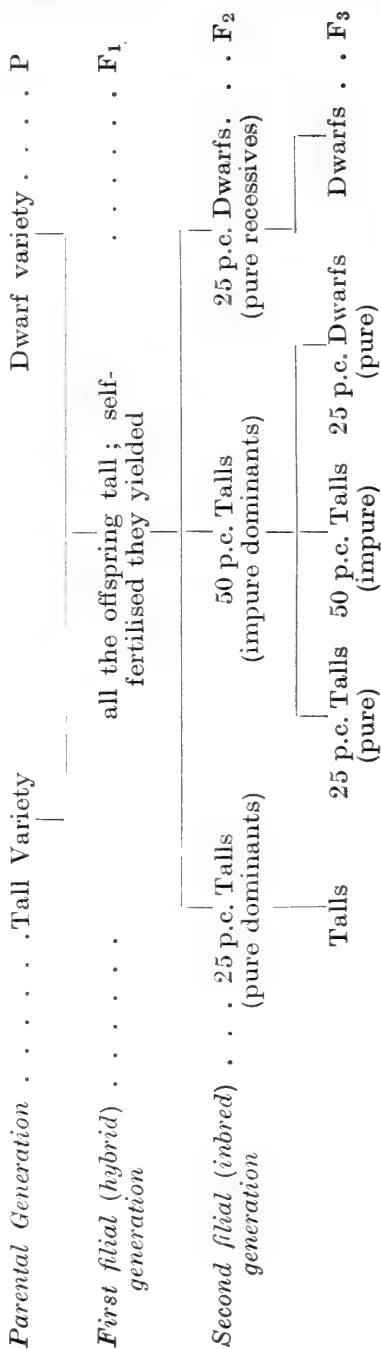 Parental Generation . . . . . . . Tall Variety Dwarf variety . . . . . P
First filial (hybrid) . . . . . . . all the offspring tall ; self- . . . . . . . F₁
generation fertilised they yielded
Second filial (inbred) . . . 25 p.c. Talls 50 p.c. Talls 25 p.c. Dwarfs. . . F₂
generation (pure dominants) (impure dominants) (pure recessives)
Talls 25 p.c. Talls 50 p.c. Talls 25 p.c. Dwarfs Dwarfs . . F₃
(pure) (impure) (pure)